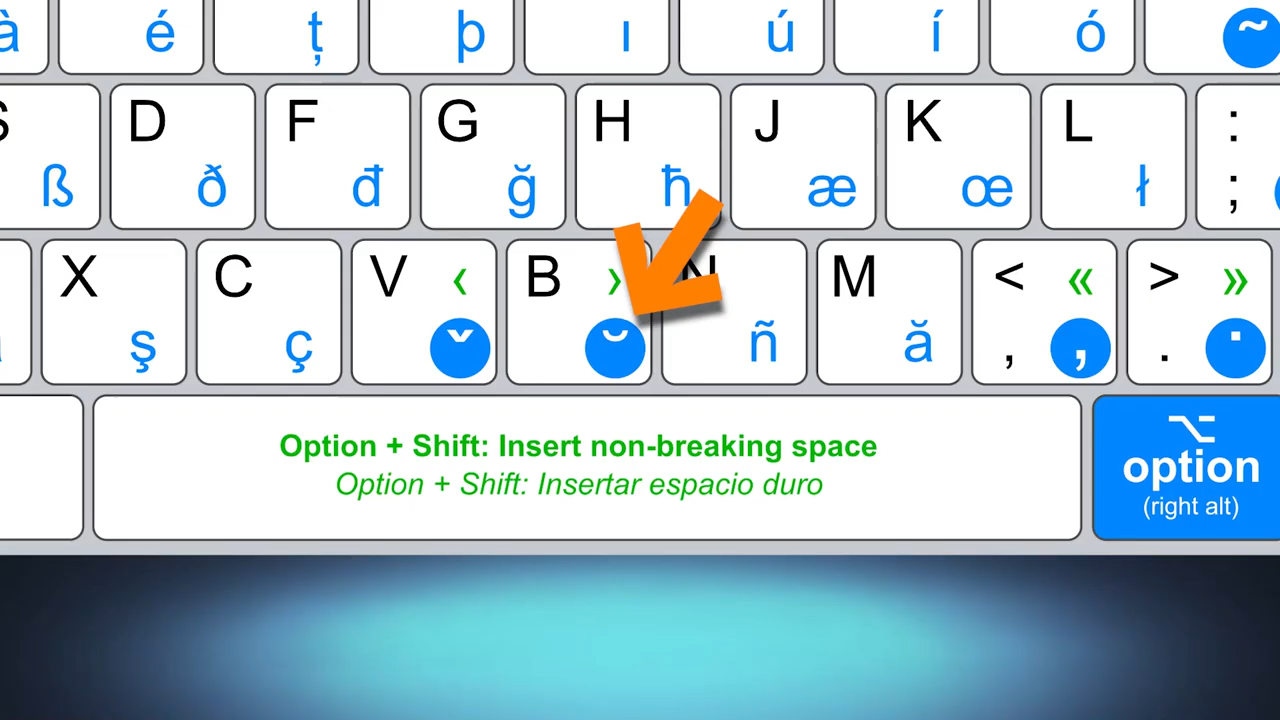 à é ț þ ı ú í ó ˜
S ß D ð F đ G ğ H ħ J æ K œ L ł : ;
X ş C ç V ‹ ˇ B › ˘ N ñ M ă < « , , > » . ˙
Option + Shift: Insert non-breaking space
Option + Shift: Insertar espacio duro
⌥
option
(right alt)